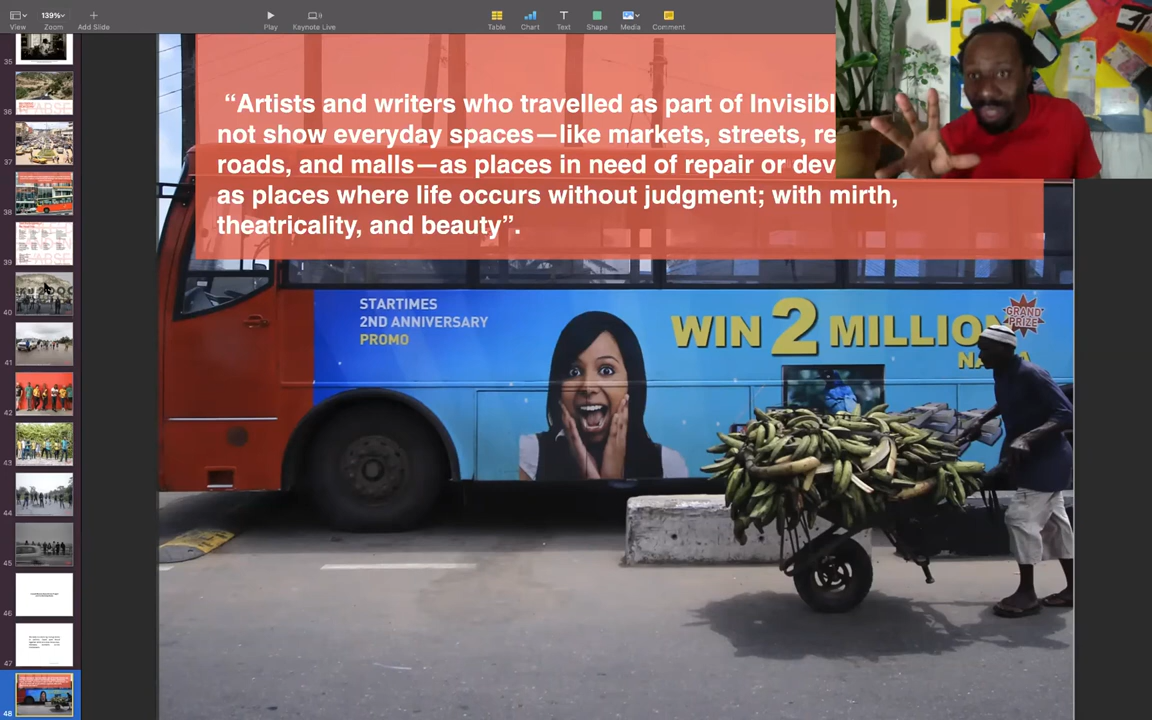 View
139%
Zoom
Add Slide
Play
Keynote Live
Table
Chart
Text
Shape
Media
Comment
“Artists and writers who travelled as part of Invisibl
not show everyday spaces—like markets, streets, re
roads, and malls—as places in need of repair or dev
as places where life occurs without judgment; with mirth,
theatricality, and beauty”.
STARTIMES
2ND ANNIVERSARY
PROMO
WIN 2 MILLION
GRAND
PRIZE
35
36
37
38
39
40
41
42
43
44
45
46
47
48